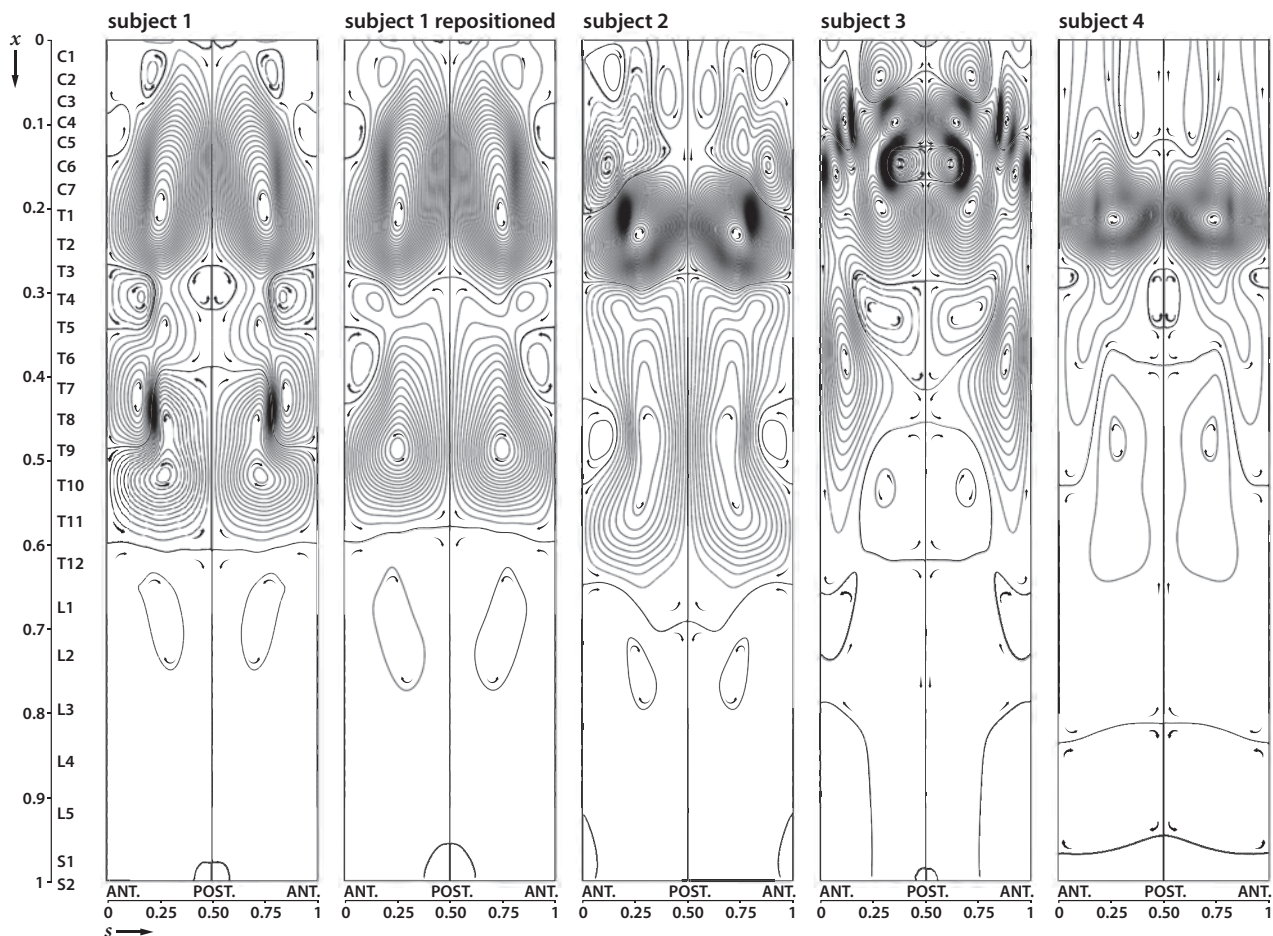 subject 1
subject 1 repositioned
subject 2
subject 3
subject 4
x
0
C1
C2
C3
0.1
C4
C5
C6
C7
0.2
T1
T2
T3
0.3
T4
T5
T6
0.4
T7
T8
T9
0.5
T10
T11
0.6
T12
L1
0.7
L2
L3
0.8
L4
0.9
L5
S1
1
S2
ANT. POST. ANT.
ANT. POST. ANT.
ANT. POST. ANT.
ANT. POST. ANT.
ANT. POST. ANT.
0 0.25 0.50 0.75 1
0 0.25 0.50 0.75 1
0 0.25 0.50 0.75 1
0 0.25 0.50 0.75 1
0 0.25 0.50 0.75 1
s